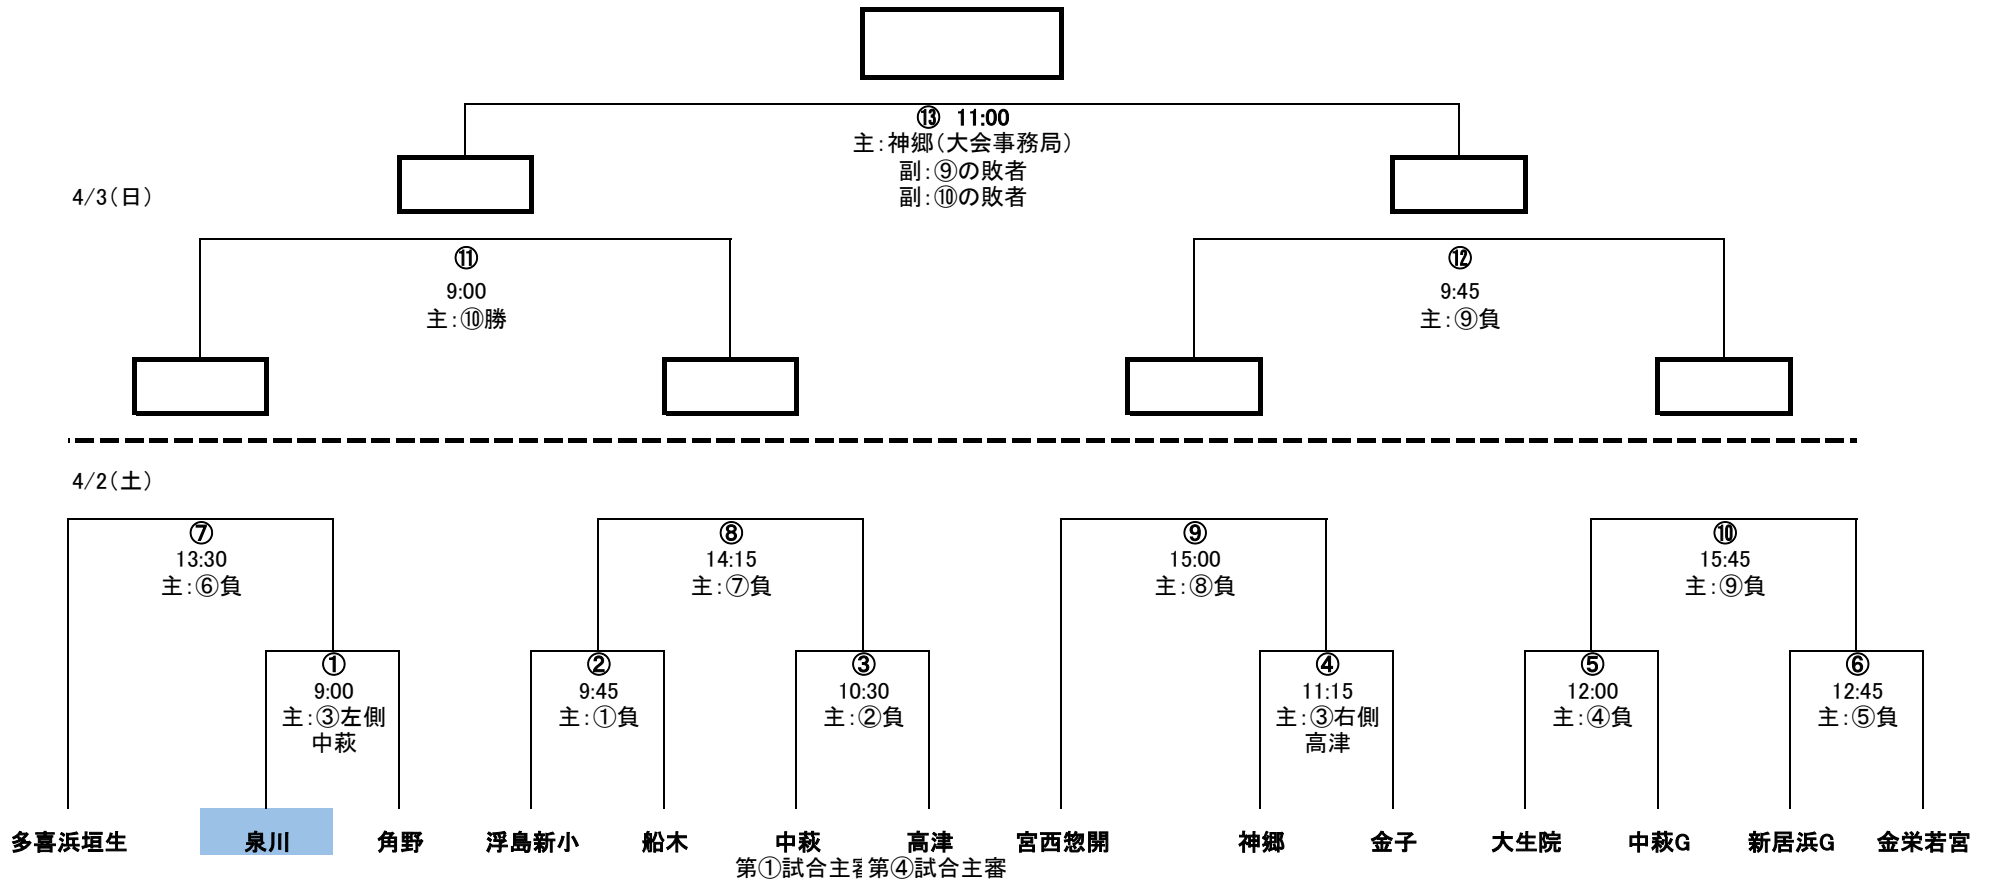 ⑬ 11:00
主：神郷（大会事務局）
副：⑨の敗者
副：⑩の敗者
4/3（日）
⑪
9:00
主：⑩勝
⑫
9:45
主：⑨負
4/2（土）
⑦
13:30
主：⑥負
⑧
14:15
主：⑦負
⑨
15:00
主：⑧負
⑩
15:45
主：⑨負
①
9:00
主：③左側
中萩
②
9:45
主：①負
③
10:30
主：②負
④
11:15
主：③右側
高津
⑤
12:00
主：④負
⑥
12:45
主：⑤負
多喜浜垣生
泉川
角野
浮島新小
船木
中萩
高津
宮西惣開
神郷
金子
大生院
中萩G
新居浜G
金栄若宮
第①試合主
第④試合主審